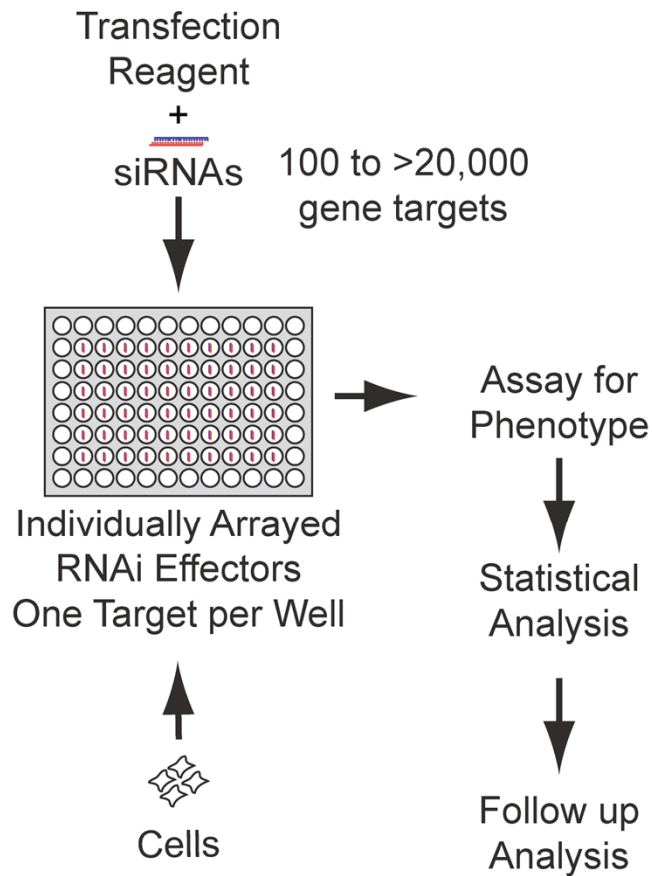 Transfection
Reagent
+
siRNAs
100 to >20,000
gene targets
Individually Arrayed
RNAi Effectors
One Target per Well
Cells
Assay for
Phenotype
Statistical
Analysis
Follow up
Analysis